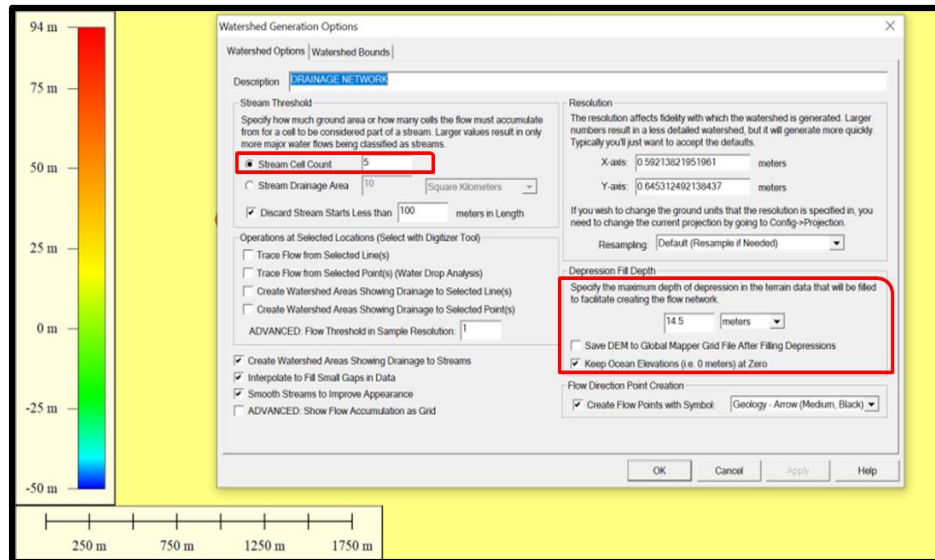 94 m
75 m
50 m
25 m
0 m
-25 m
-50 m
250 m 750 m 1250 m 1750 m
Watershed Generation Options
Watershed Options Watershed Bounds
Description DRAINAGE NETWORK
Stream Threshold
Specify how much ground area or how many cells the flow must accumulate
from for a cell to be considered part of a stream. Larger values result in only
more major water flows being classified as streams.
Stream Cell Count 5
Stream Drainage Area 10 Square Kilometers
Discard Stream Starts Less than 100 meters in Length
Operations at Selected Locations (Select with Digitizer Tool)
Trace Flow from Selected Line(s)
Trace Flow from Selected Point(s) (Water Drop Analysis)
Create Watershed Areas Showing Drainage to Selected Line(s)
Create Watershed Areas Showing Drainage to Selected Point(s)
ADVANCED: Flow Threshold in Sample Resolution: 1
Create Watershed Areas Showing Drainage to Streams
Interpolate to Fill Small Gaps in Data
Smooth Streams to Improve Appearance
ADVANCED: Show Flow Accumulation as Grid
Resolution
The resolution affects fidelity with which the watershed is generated. Larger
numbers result in a less detailed watershed, but it will generate more quickly.
Typically you'll just want to accept the defaults.
X-axis: 0.59213821951961 meters
Y-axis: 0.645312492138437 meters
If you wish to change the ground units that the resolution is specified in, you
need to change the current projection by going to Config->Projection.
Resampling: Default (Resample if Needed)
Depression Fill Depth
Specify the maximum depth of depression in the terrain data that will be filled
to facilitate creating the flow network.
14.5 meters
Save DEM to Global Mapper Grid File After Filling Depressions
Keep Ocean Elevations (i.e. 0 meters) at Zero
Flow Direction Point Creation
Create Flow Points with Symbol: Geology - Arrow (Medium, Black)
OK Cancel Apply Help